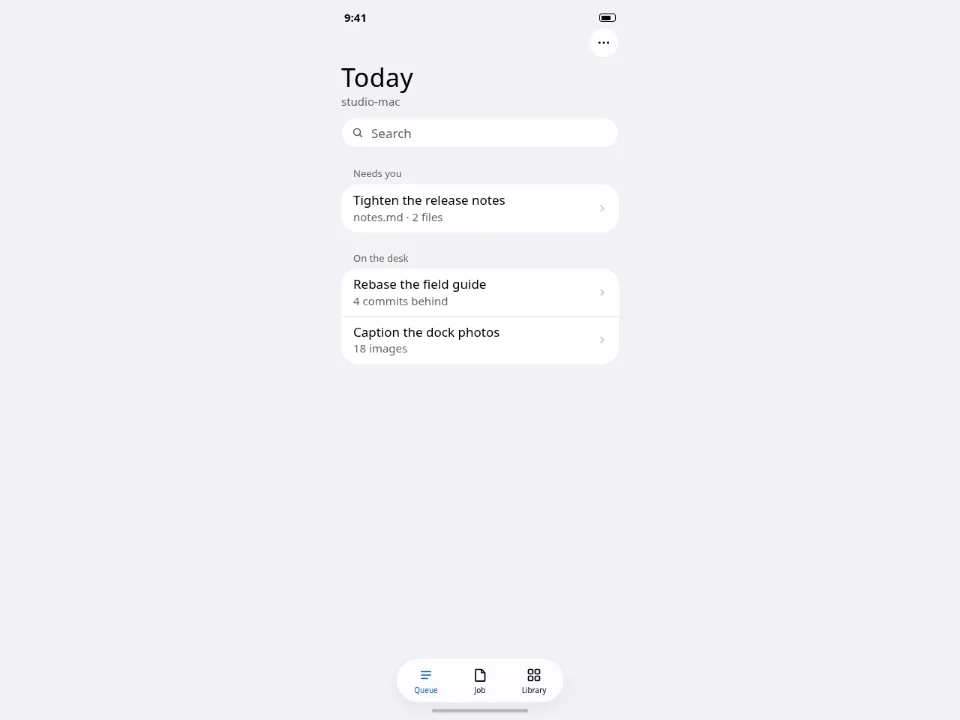 9:41
Today
studio-mac
Search
Needs you
Tighten the release notes
notes.md · 2 files
On the desk
Rebase the field guide
4 commits behind
Caption the dock photos
18 images
Queue
Job
Library